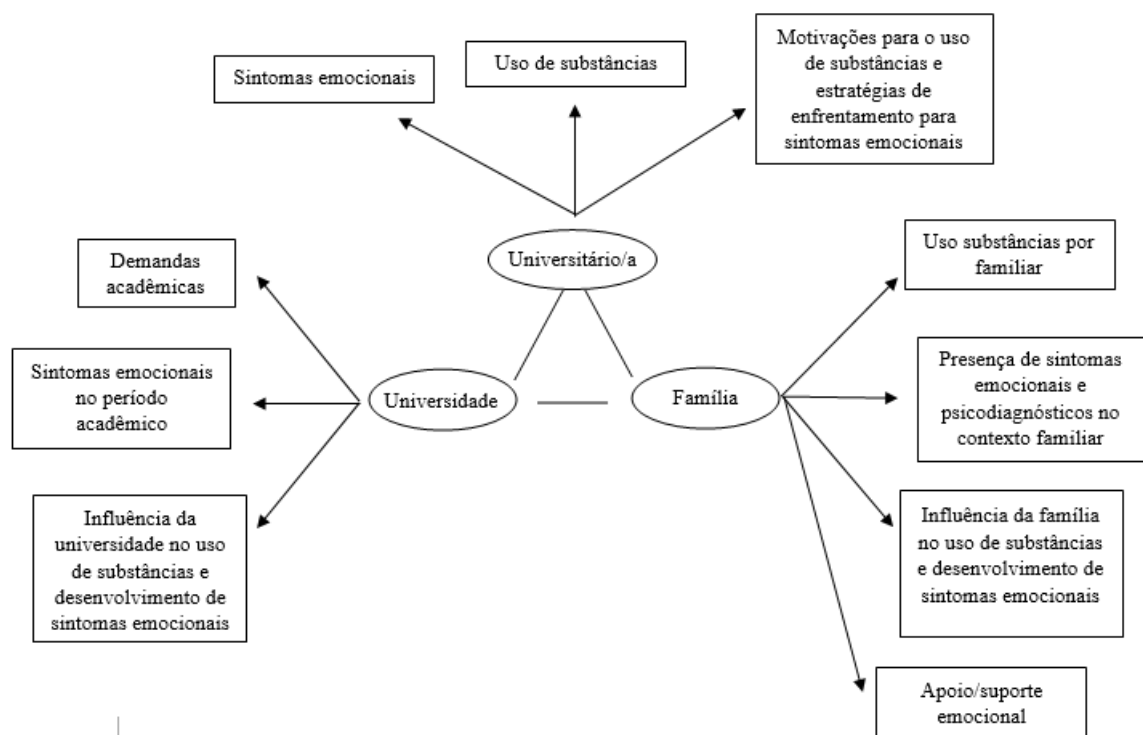 Sintomas emocionais
Uso de substâncias
Motivações para o uso
de substâncias e
estratégias de
enfrentamento para
sintomas emocionais
Universitário/a
Demandas
acadêmicas
Sintomas emocionais
no período
acadêmico
Influência da
universidade no uso
de substâncias e
desenvolvimento de
sintomas emocionais
Universidade
Família
Uso substâncias por
familiar
Presença de sintomas
emocionais e
psicodiagnósticos no
contexto familiar
Influência da família
no uso de substâncias
e desenvolvimento de
sintomas emocionais
Apoio/suporte
emocional